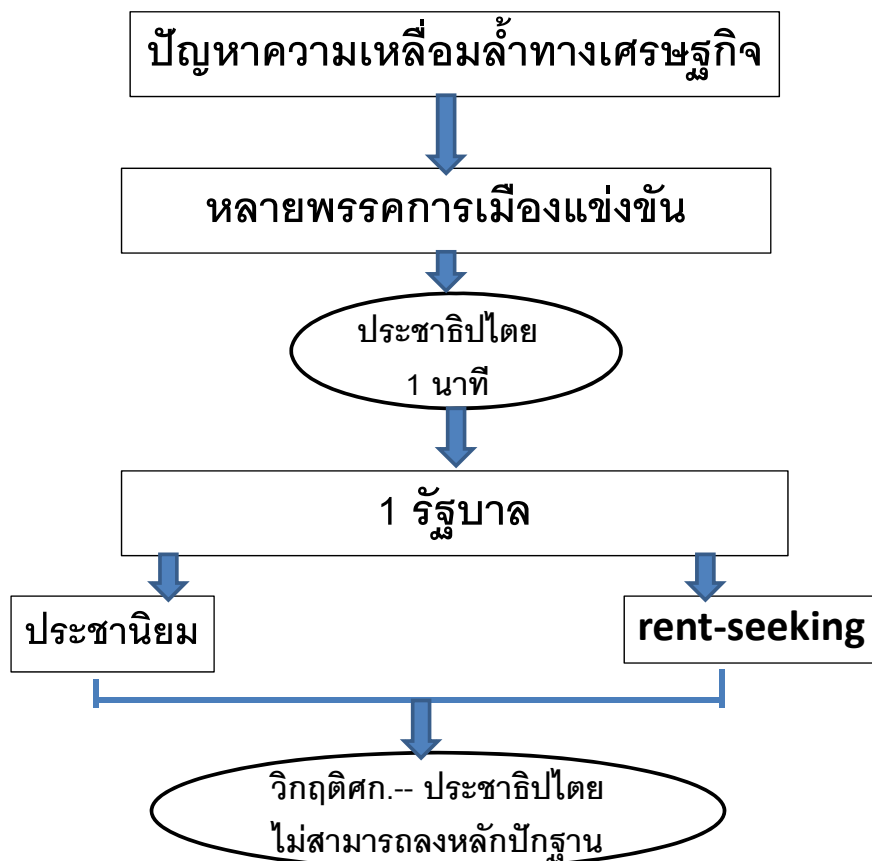 ปัญหาความเหลื่อมล้ำทางเศรษฐกิจ
หลายพรรคการเมืองแข่งขัน
ประชาธิปไตย
1 นาที
1 รัฐบาล
ประชานิยม
rent-seeking
วิกฤติศก.-- ประชาธิปไตย
ไม่สามารถลงหลักปักฐาน